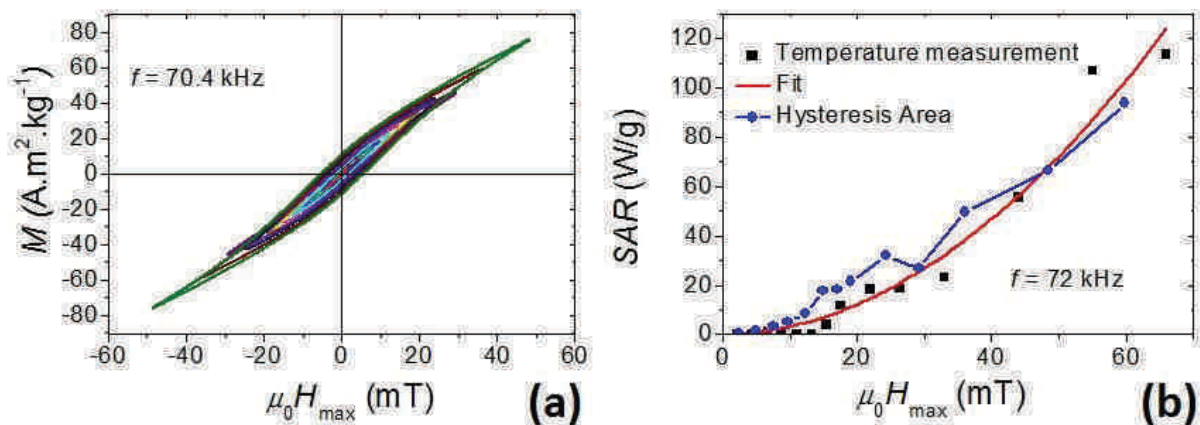 80
60
40
20
0
-20
-40
-60
-80
-60 -40 -20 0 20 40 60
M (A.m².kg⁻¹)
f = 70.4 kHz
μ₀H_max (mT)
(a)
120
100
80
60
40
20
0
0 20 40 60
SAR (W/g)
Temperature measurement
Fit
Hysteresis Area
f = 72 kHz
μ₀H_max (mT)
(b)